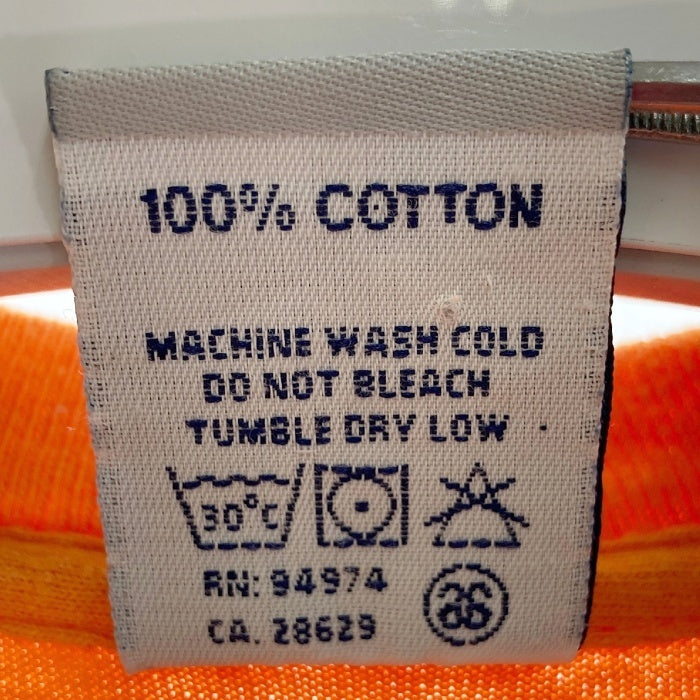 100% COTTON
MACHINE WASH COLD
DO NOT BLEACH
TUMBLE DRY LOW
30°C
RN: 94974
CA. 28629